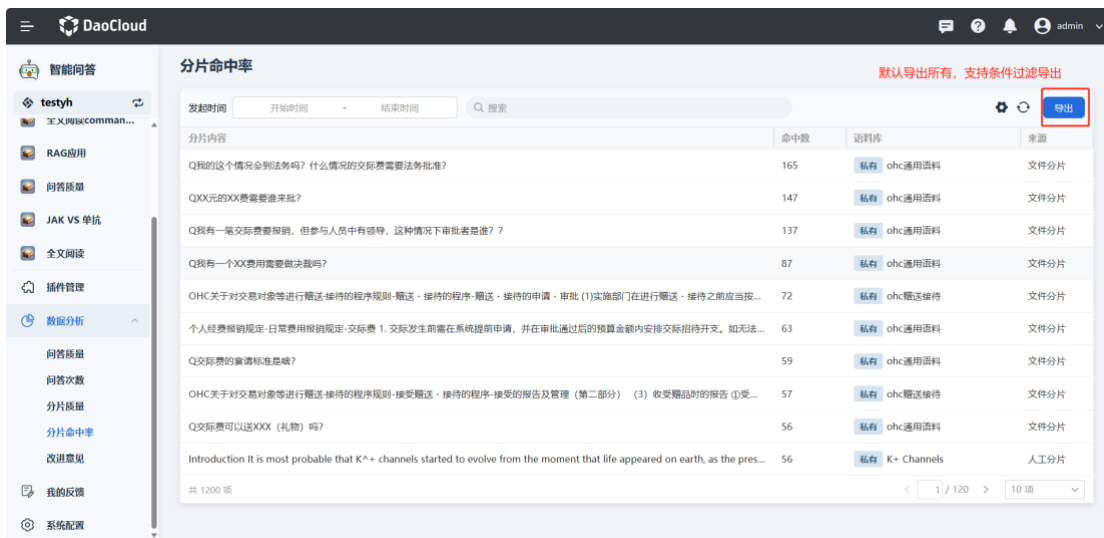 DaoCloud
admin
智能问答
testyh
全文阅读comman...
RAG应用
问答质量
JAK VS 单抗
全文阅读
插件管理
数据分析
问答质量
问答次数
分片质量
分片命中率
改进意见
我的反馈
系统配置
分片命中率
默认导出所有，支持条件过滤导出
发起时间 开始时间 - 结束时间 搜索 导出
分片内容 命中数 语料库 来源
Q我的这个情况会到法务吗？什么情况的交际费需要法务批准？ 165 私有 ohc通用语料 文件分片
QXX元的XX费需要谁来批? 147 私有 ohc通用语料 文件分片
Q我有一笔交际费要报销，但参与人员中有领导，这种情况下审批者是谁？？ 137 私有 ohc通用语料 文件分片
Q我有一个XX费用需要做决裁吗? 87 私有 ohc通用语料 文件分片
OHC关于对交易对象等进行赠送·接待的程序规则-赠送・接待的程序-赠送・接待的申请・审批 (1)实施部门在进行赠送・接待之前应当按... 72 私有 ohc赠送接待 文件分片
个人经费报销规定-日常费用报销规定-交际费 1. 交际发生前需在系统提前申请，并在审批通过后的预算金额内安排交际招待开支。如无法... 63 私有 ohc通用语料 文件分片
Q交际费的宴请标准是啥? 59 私有 ohc通用语料 文件分片
OHC关于对交易对象等进行赠送·接待的程序规则-接受赠送・接待的程序-接受的报告及管理（第二部分） （3）收受赠品时的报告 ①受... 57 私有 ohc赠送接待 文件分片
Q交际费可以送XXX（礼物）吗? 56 私有 ohc通用语料 文件分片
Introduction It is most probable that K^+ channels started to evolve from the moment that life appeared on earth, as the pres... 56 私有 K+ Channels 人工分片
共 1200 项 1 / 120 10 项